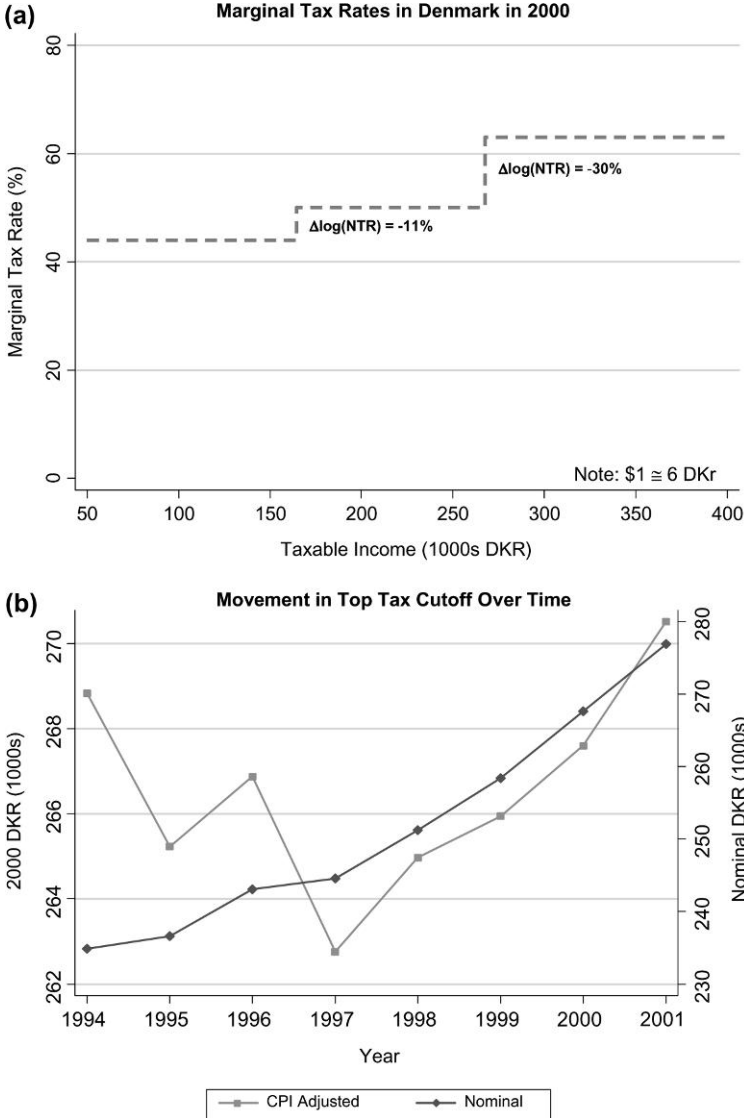 (a)
Marginal Tax Rates in Denmark in 2000
Marginal Tax Rate (%)
80
60
40
20
0
Δlog(NTR) = -11%
Δlog(NTR) = -30%
Note: $1 ≅ 6 DKr
50 100 150 200 250 300 350 400
Taxable Income (1000s DKR)
(b)
Movement in Top Tax Cutoff Over Time
2000 DKR (1000s)
270
268
266
264
262
280
270
260
250
240
230
Nominal DKR (1000s)
1994 1995 1996 1997 1998 1999 2000 2001
Year
CPI Adjusted Nominal